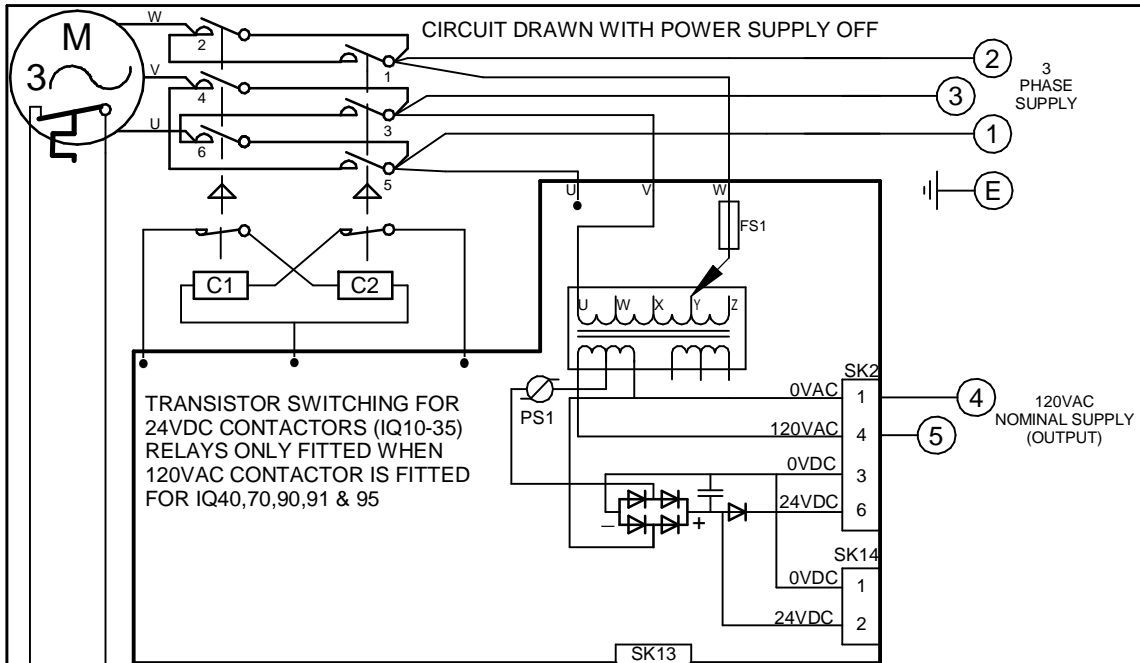 CIRCUIT DRAWN WITH POWER SUPPLY OFF
M
3
W
V
U
2
4
6
1
3
5
2
3
1
E
3
PHASE
SUPPLY
U
V
W
FS1
C1
C2
U W X Y Z
PS1
TRANSISTOR SWITCHING FOR
24VDC CONTACTORS (IQ10-35)
RELAYS ONLY FITTED WHEN
120VAC CONTACTOR IS FITTED
FOR IQ40,70,90,91 & 95
SK2
0VAC 1
120VAC 4
0VDC 3
24VDC 6
4
5
120VAC
NOMINAL SUPPLY
(OUTPUT)
− +
SK14
0VDC 1
24VDC 2
SK13